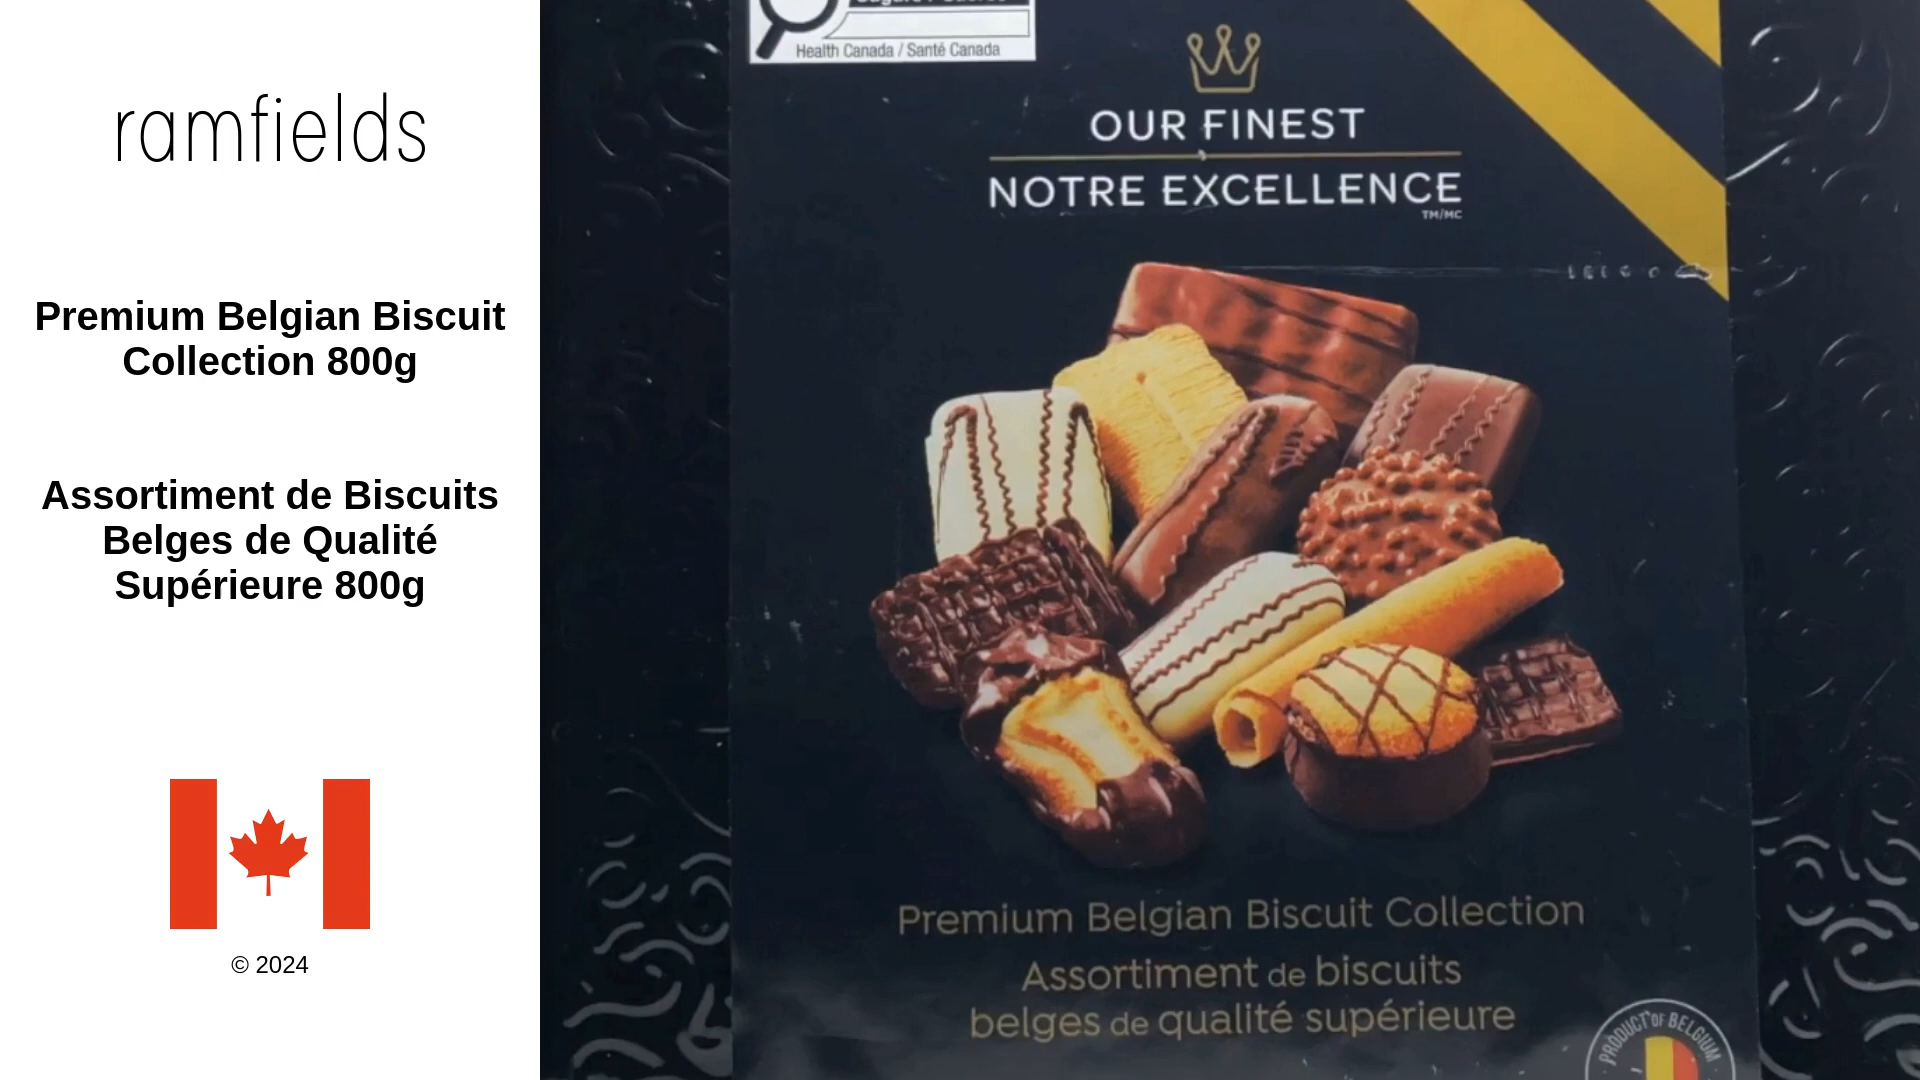 ramfields
Premium Belgian Biscuit
Collection 800g
Assortiment de Biscuits
Belges de Qualité
Supérieure 800g
© 2024
Health Canada / Santé Canada
OUR FINEST
NOTRE EXCELLENCE
TM/MC
Premium Belgian Biscuit Collection
Assortiment de biscuits
belges de qualité supérieure
PRODUCT OF BELGIUM